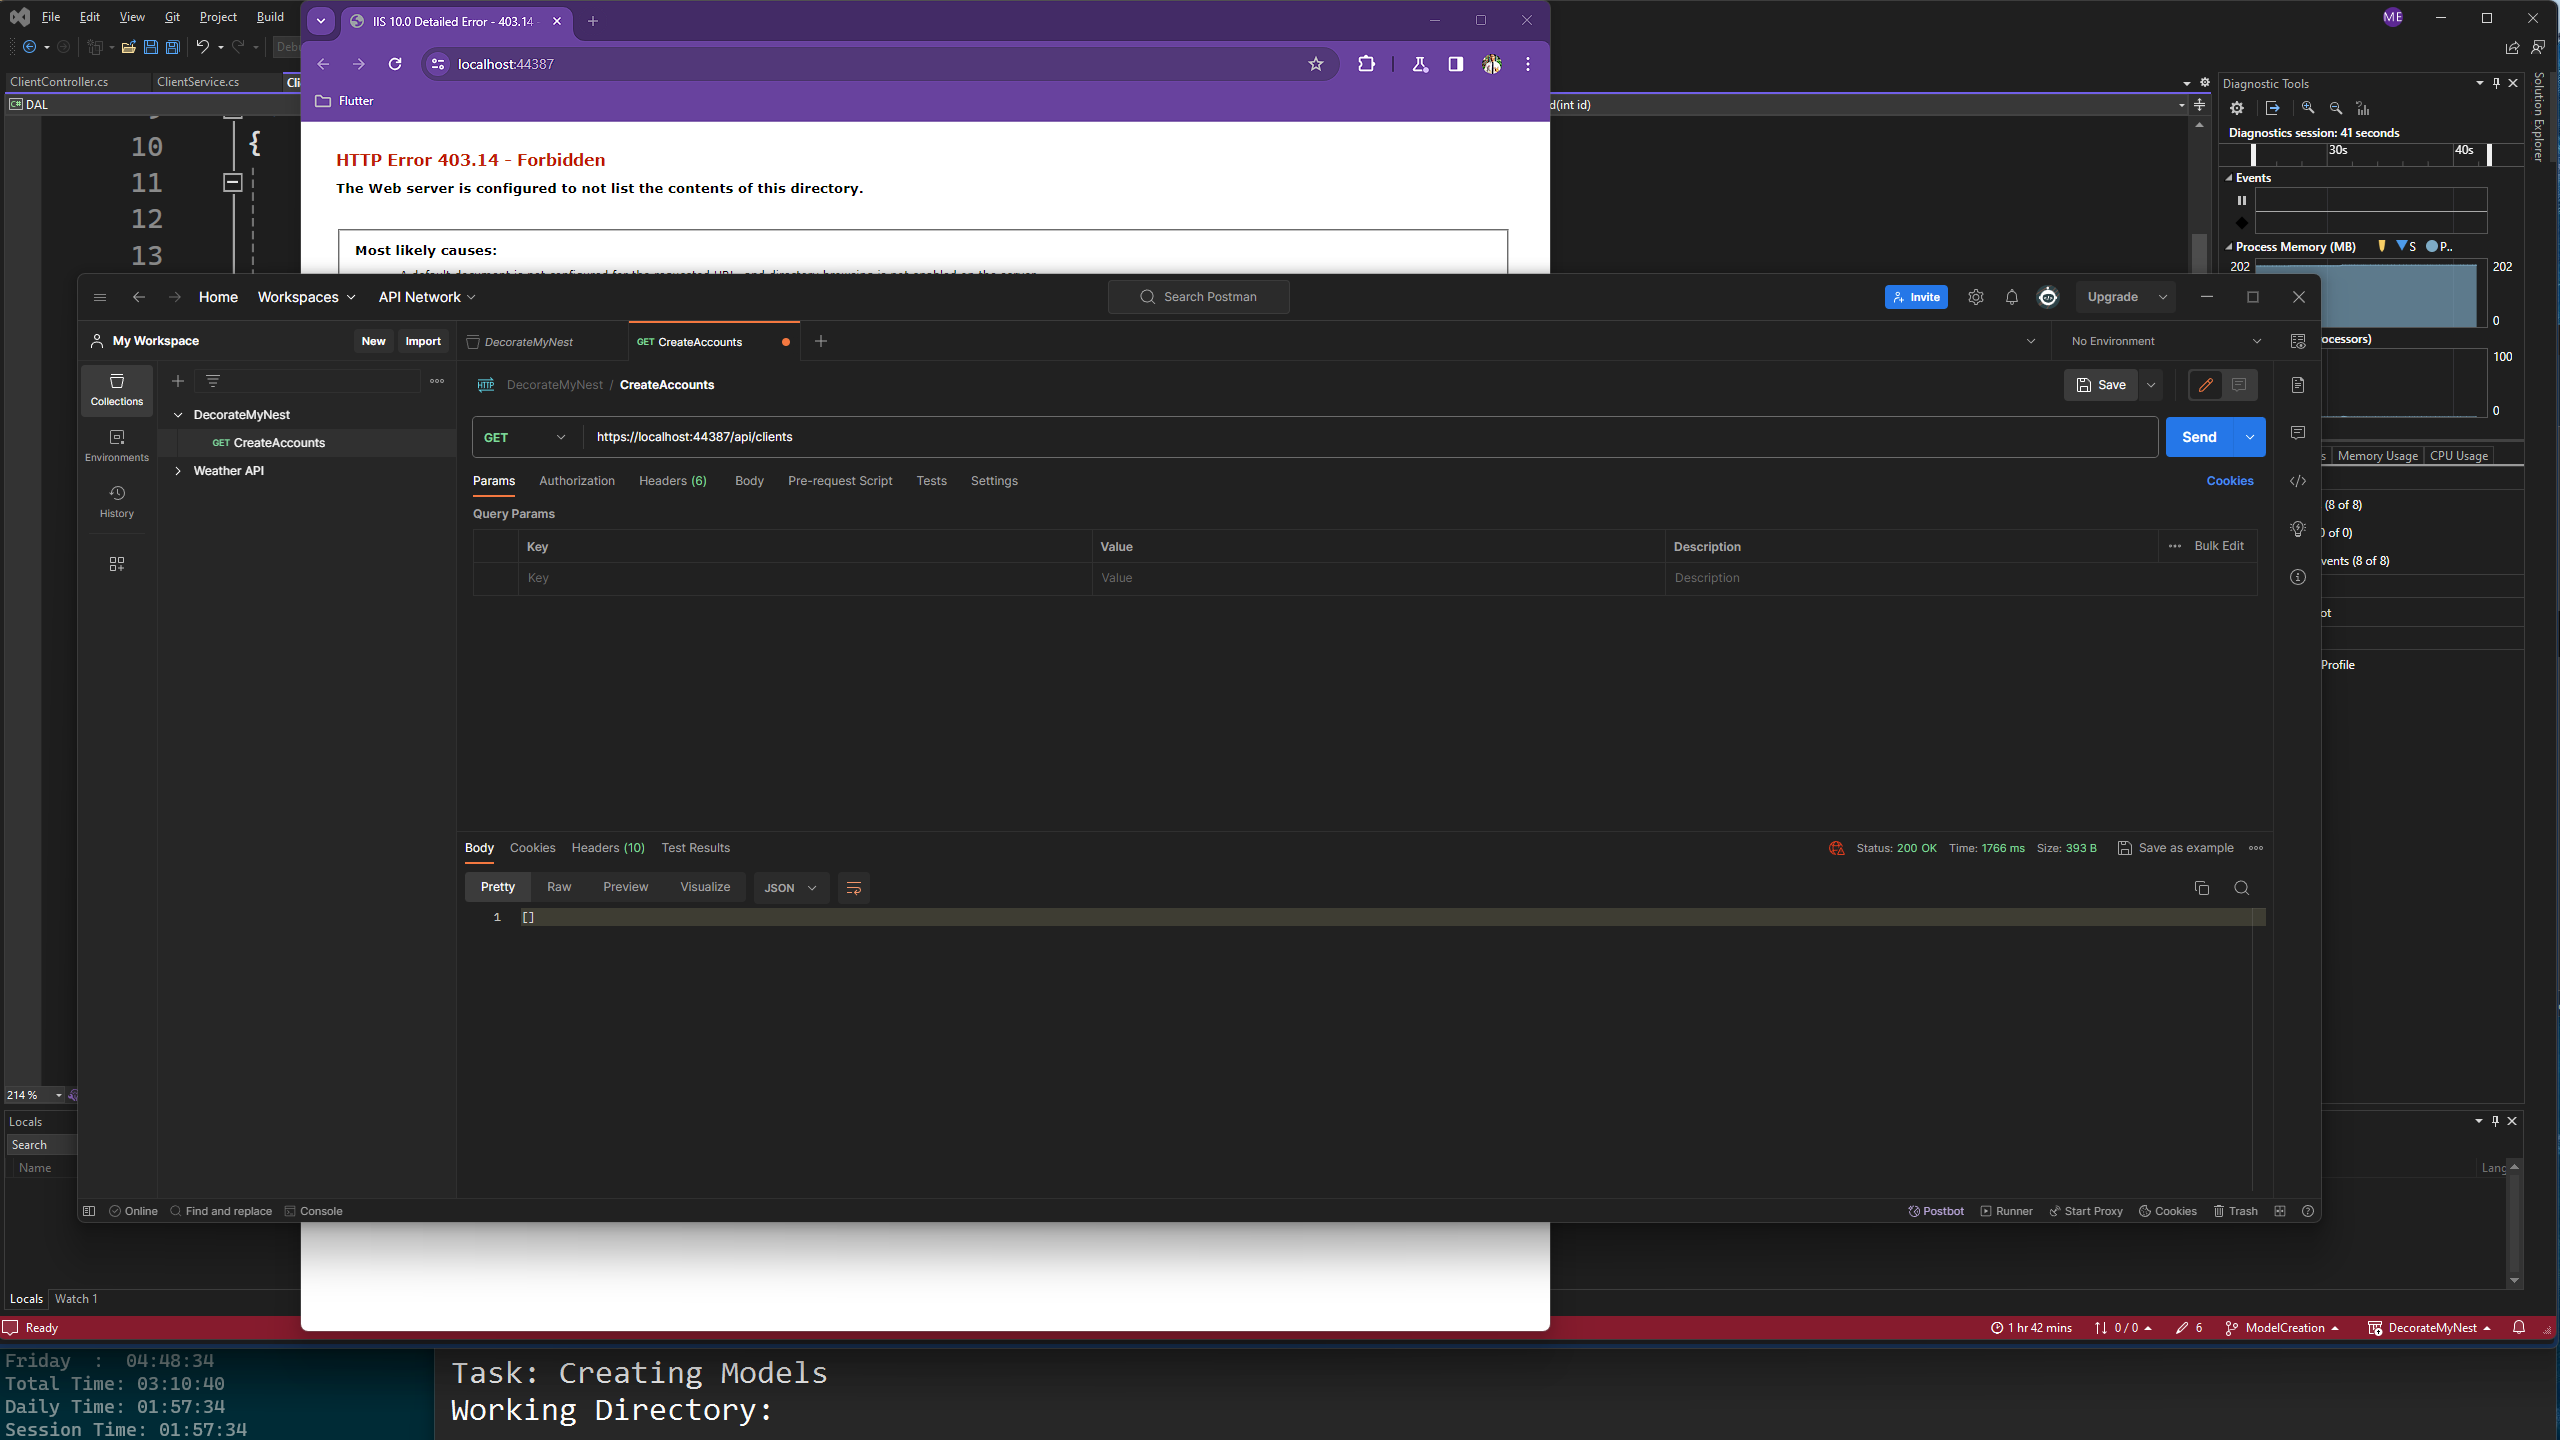 File Edit View Git Project Build
IIS 10.0 Detailed Error - 403.14
ME
Debu
localhost:44387
ClientController.cs ClientService.cs Cli
Flutter
DAL
d(int id)
Diagnostic Tools
Solution Explorer
Diagnostics session: 41 seconds
30s 40s
Events
Process Memory (MB) S P..
202 202
0
10 {
11
12
13
HTTP Error 403.14 - Forbidden
The Web server is configured to not list the contents of this directory.
Most likely causes:
Home Workspaces API Network
Search Postman
Invite Upgrade
My Workspace New Import
DecorateMyNest
GET CreateAccounts
No Environment
ocessors)
100
0
Collections
Environments
History
DecorateMyNest
GET CreateAccounts
Weather API
HTTP DecorateMyNest / CreateAccounts
Save
GET https://localhost:44387/api/clients
Send
Params Authorization Headers (6) Body Pre-request Script Tests Settings
Cookies
Query Params
Key Value Description Bulk Edit
Key Value Description
s Memory Usage CPU Usage
(8 of 8)
0 of 0)
vents (8 of 8)
ot
Profile
Body Cookies Headers (10) Test Results
Status: 200 OK Time: 1766 ms Size: 393 B Save as example
Pretty Raw Preview Visualize JSON
1 []
214 %
Locals
Search
Name
Lang
Online Find and replace Console
Postbot Runner Start Proxy Cookies Trash
Locals Watch 1
Ready
1 hr 42 mins 0 / 0 6 ModelCreation DecorateMyNest
Friday : 04:48:34
Total Time: 03:10:40
Daily Time: 01:57:34
Session Time: 01:57:34
Task: Creating Models
Working Directory: